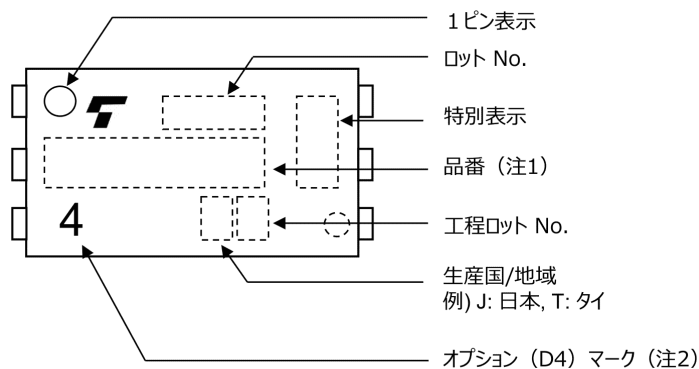 1ピン表示
ロット No.
特別表示
品番（注1）
工程ロット No.
4
生産国/地域
例) J: 日本, T: タイ
オプション（D4）マーク（注2）